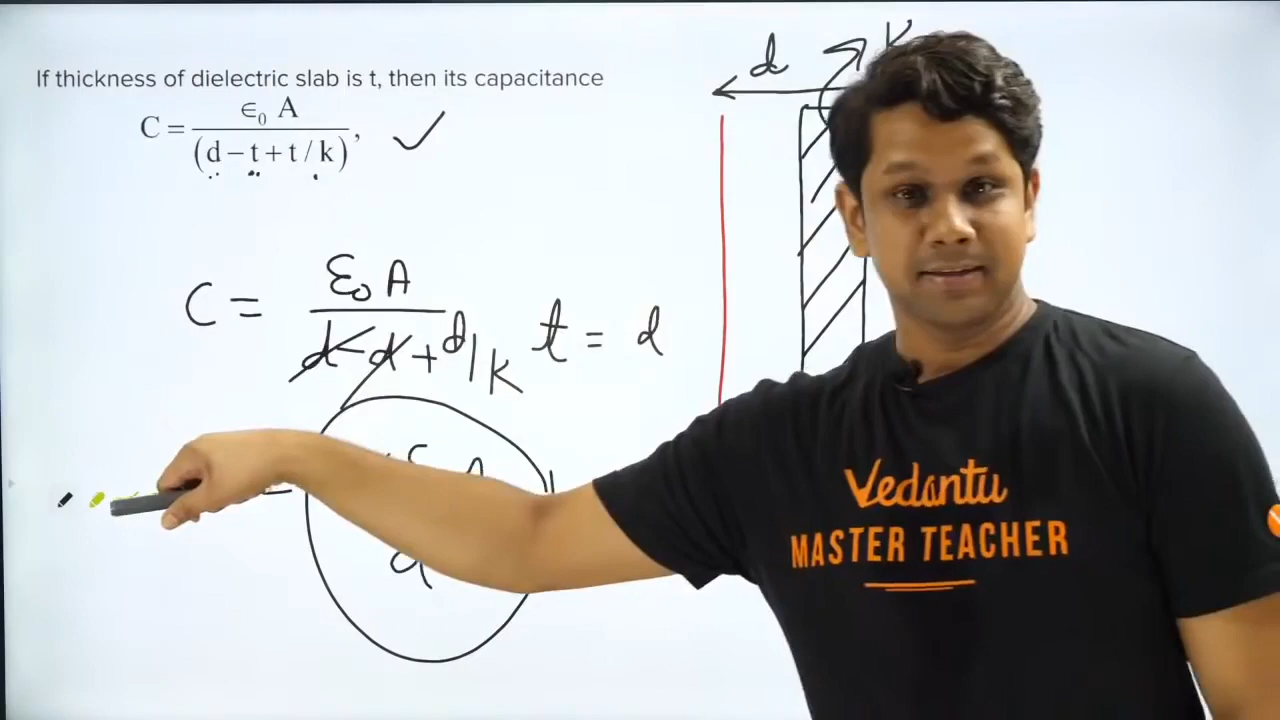 If thickness of dielectric slab is t, then its capacitance
C = ∈₀ A / (d − t + t / k),
d
K
C = ε₀ A / d − d + d/K
t = d
d
Vedantu
MASTER TEACHER